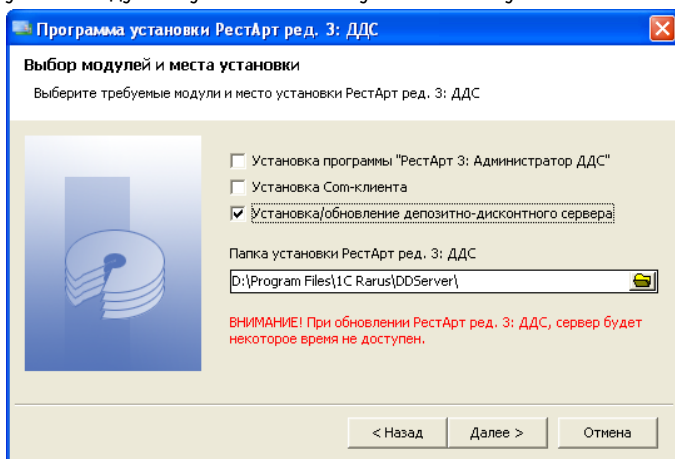 Программа установки РестАрт ред. 3: ДДС
Выбор модулей и места установки
Выберите требуемые модули и место установки РестАрт ред. 3: ДДС
Установка программы "РестАрт 3: Администратор ДДС"
Установка Com-клиента
Установка/обновление депозитно-дисконтного сервера
Папка установки РестАрт ред. 3: ДДС
D:\Program Files\1C Rarus\DDServer\
ВНИМАНИЕ! При обновлении РестАрт ред. 3: ДДС, сервер будет
некоторое время не доступен.
< Назад
Далее >
Отмена